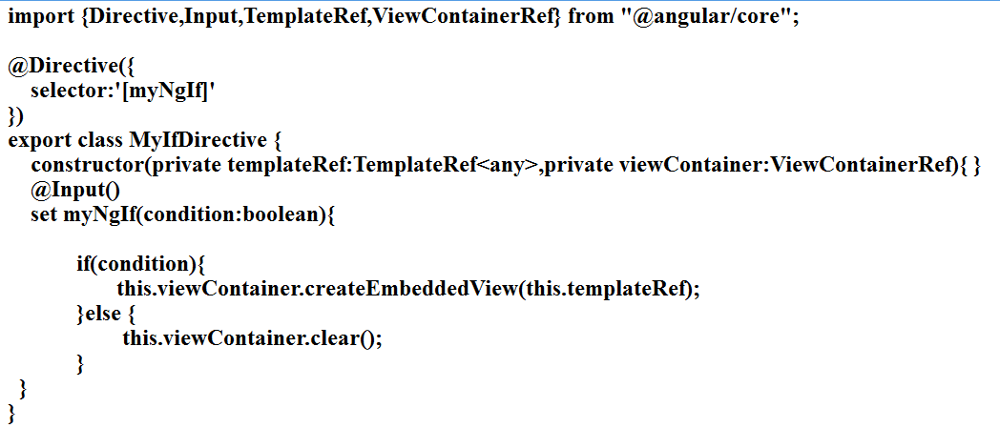 import {Directive,Input,TemplateRef,ViewContainerRef} from "@angular/core";
@Directive({
selector:'[myNgIf]'
})
export class MyIfDirective {
constructor(private templateRef:TemplateRef<any>,private viewContainer:ViewContainerRef){ }
@Input()
set myNgIf(condition:boolean){
if(condition){
this.viewContainer.createEmbeddedView(this.templateRef);
}else {
this.viewContainer.clear();
}
}
}